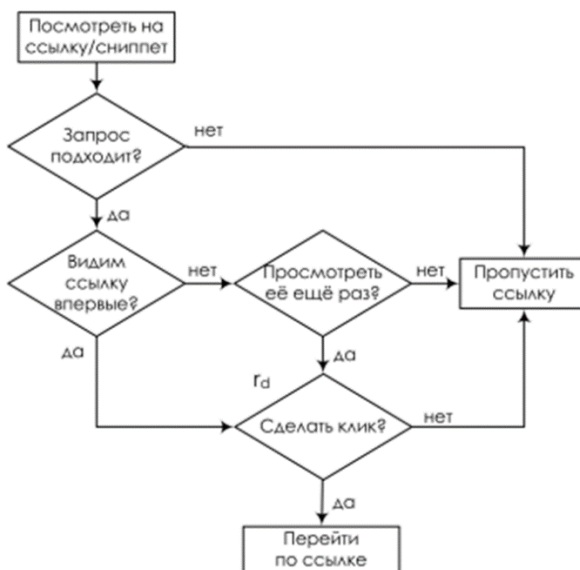 Посмотреть на
ссылку/сниппет
Запрос
подходит?
нет
да
Видим
ссылку
впервые?
нет
Просмотреть
её ещё раз?
нет
Пропустить
ссылку
да
да
rd
Сделать клик?
нет
да
Перейти
по ссылке